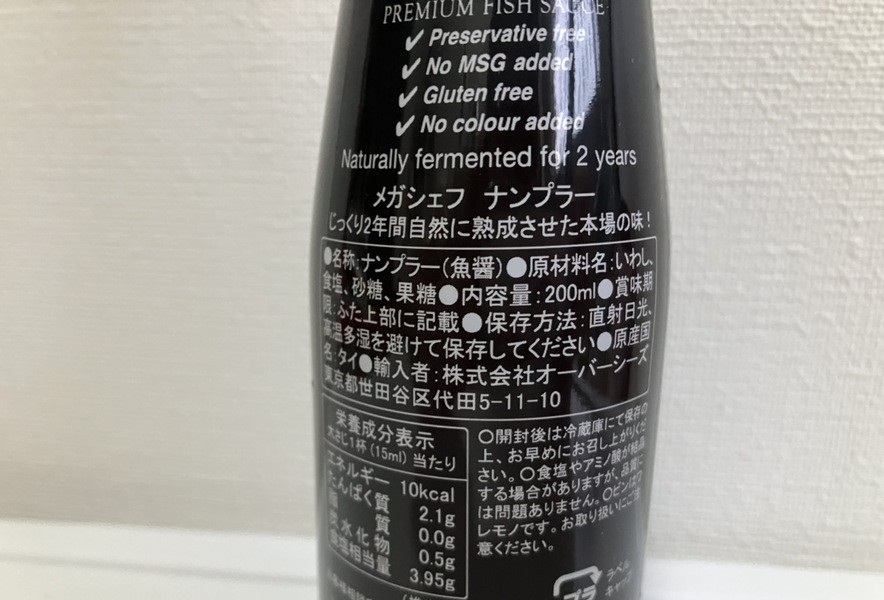 PREMIUM FISH SAUCE
✔ Preservative free
✔ No MSG added
✔ Gluten free
✔ No colour added
Naturally fermented for 2 years
メガシェフ ナンプラー
じっくり2年間自然に熟成させた本場の味!
●名称:ナンプラー(魚醤)●原材料名:いわし、
食塩、砂糖、果糖●内容量:200ml●賞味期
限:ふた上部に記載●保存方法:直射日光、
高温多湿を避けて保存してください●原産国
名:タイ●輸入者:株式会社オーバーシーズ
東京都世田谷区代田5-11-10
栄養成分表示
大さじ1杯(15ml)当たり
エネルギー 10kcal
たんぱく質 2.1g
脂質 0.0g
炭水化物 0.5g
食塩相当量 3.95g
○開封後は冷蔵庫にて保存の
上、お早めにお召し上がりくだ
さい。○食塩やアミノ酸が結晶
する場合がありますが、品質に
は問題ありません。○ビンはワ
レモノです。お取り扱いにご注
意ください。
プラ
ラベル
キャップ